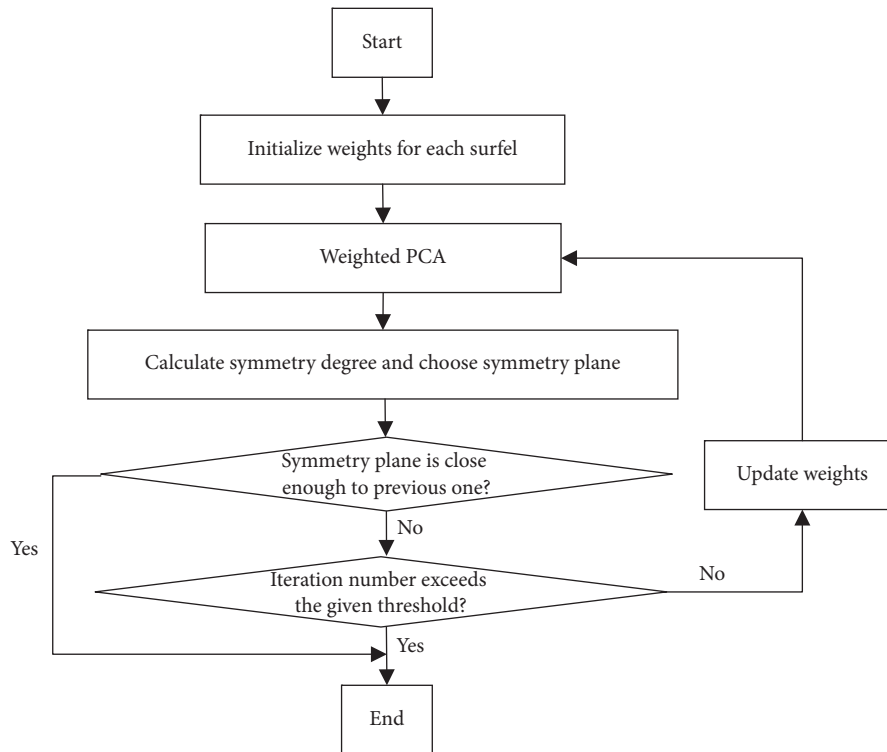 Start
Initialize weights for each surfel
Weighted PCA
Calculate symmetry degree and choose symmetry plane
Symmetry plane is close
enough to previous one?
Update weights
No
Yes
Iteration number exceeds
the given threshold?
No
Yes
End